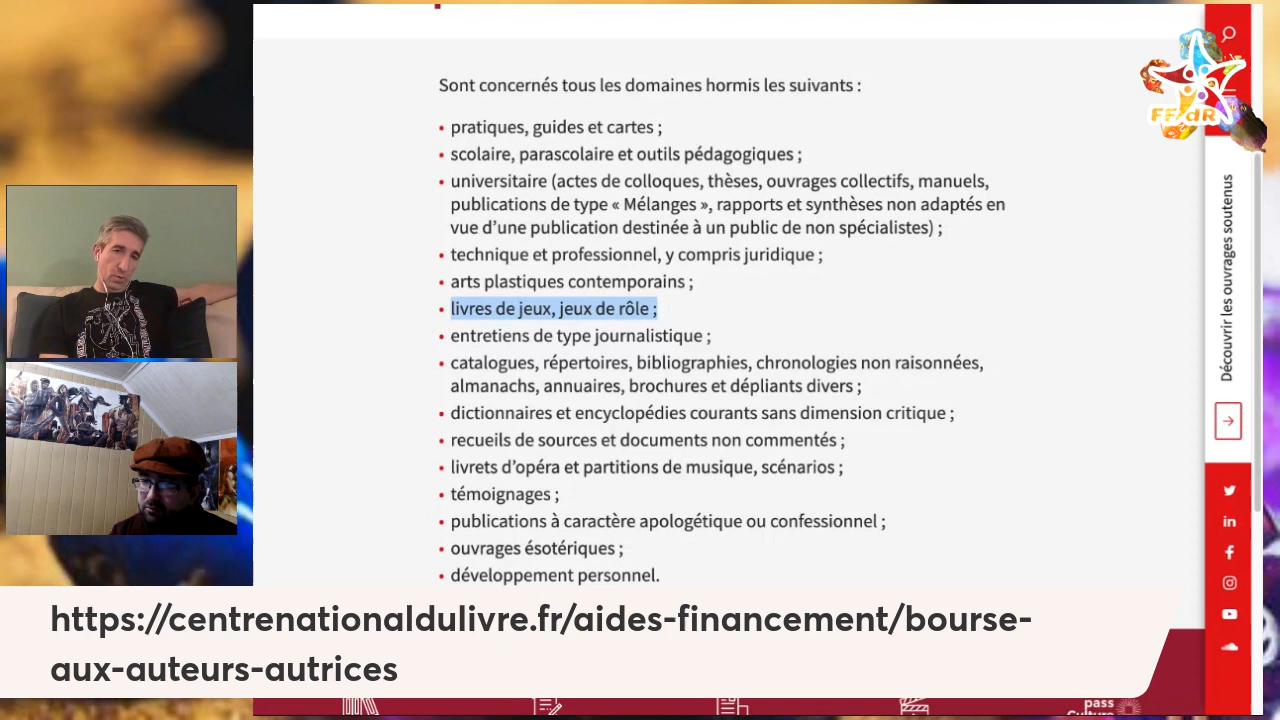 Sont concernés tous les domaines hormis les suivants :
• pratiques, guides et cartes ;
• scolaire, parascolaire et outils pédagogiques ;
• universitaire (actes de colloques, thèses, ouvrages collectifs, manuels,
publications de type « Mélanges », rapports et synthèses non adaptés en
vue d’une publication destinée à un public de non spécialistes) ;
• technique et professionnel, y compris juridique ;
• arts plastiques contemporains ;
• livres de jeux, jeux de rôle ;
• entretiens de type journalistique ;
• catalogues, répertoires, bibliographies, chronologies non raisonnées,
almanachs, annuaires, brochures et dépliants divers ;
• dictionnaires et encyclopédies courants sans dimension critique ;
• recueils de sources et documents non commentés ;
• livrets d’opéra et partitions de musique, scénarios ;
• témoignages ;
• publications à caractère apologétique ou confessionnel ;
• ouvrages ésotériques ;
• développement personnel.
FFJdR
Découvrir les ouvrages soutenus
https://centrenationaldulivre.fr/aides-financement/bourse-
aux-auteurs-autrices
pass
Culture